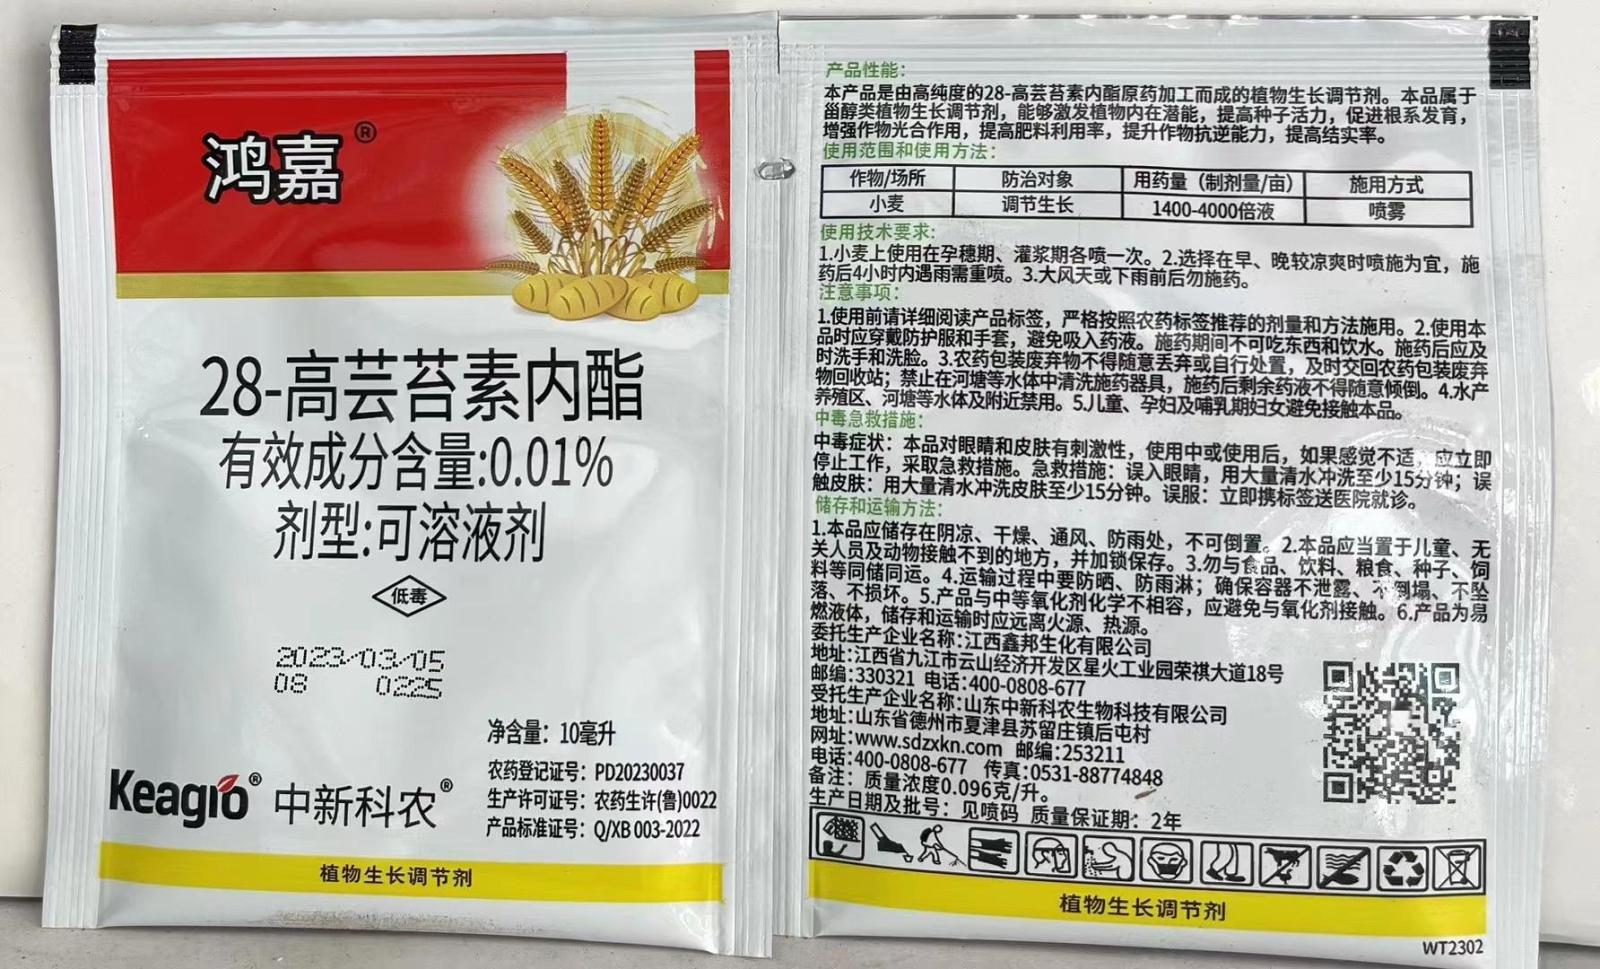 鸿嘉®
28-高芸苔素内酯
有效成分含量:0.01%
剂型:可溶液剂
低毒
2023/03/05
08 0225
净含量：10毫升
农药登记证号：PD20230037
生产许可证号：农药生许(鲁)0022
产品标准证号：Q/XB 003-2022
Keagro® 中新科农®
植物生长调节剂
产品性能：
本产品是由高纯度的28-高芸苔素内酯原药加工而成的植物生长调节剂。本品属于
甾醇类植物生长调节剂，能够激发植物内在潜能，提高种子活力，促进根系发育，
增强作物光合作用，提高肥料利用率，提升作物抗逆能力，提高结实率。
使用范围和使用方法：
作物/场所 防治对象 用药量（制剂量/亩） 施用方式
小麦 调节生长 1400-4000倍液 喷雾
使用技术要求：
1.小麦上使用在孕穗期、灌浆期各喷一次。2.选择在早、晚较凉爽时喷施为宜，施
药后4小时内遇雨需重喷。3.大风天或下雨前后勿施药。
注意事项：
1.使用前请详细阅读产品标签，严格按照农药标签推荐的剂量和方法施用。2.使用本
品时应穿戴防护服和手套，避免吸入药液。施药期间不可吃东西和饮水。施药后应及
时洗手和洗脸。3.农药包装废弃物不得随意丢弃或自行处置，及时交回农药包装废弃
物回收站；禁止在河塘等水体中清洗施药器具，施药后剩余药液不得随意倾倒。4.水产
养殖区、河塘等水体及附近禁用。5.儿童、孕妇及哺乳期妇女避免接触本品。
中毒急救措施：
中毒症状：本品对眼睛和皮肤有刺激性，使用中或使用后，如果感觉不适，应立即
停止工作，采取急救措施。急救措施：误入眼睛，用大量清水冲洗至少15分钟；误
触皮肤：用大量清水冲洗皮肤至少15分钟。误服：立即携标签送医院就诊。
储存和运输方法：
1.本品应储存在阴凉、干燥、通风、防雨处，不可倒置。2.本品应当置于儿童、无
关人员及动物接触不到的地方，并加锁保存。3.勿与食品、饮料、粮食、种子、饲
料等同储同运。4.运输过程中要防晒、防雨淋；确保容器不泄露、不倒塌、不坠
落、不损坏。5.产品与中等氧化剂化学不相容，应避免与氧化剂接触。6.产品为易
燃液体，储存和运输时应远离火源、热源。
委托生产企业名称:江西鑫邦生化有限公司
地址:江西省九江市云山经济开发区星火工业园荣祺大道18号
邮编:330321 电话:400-0808-677
受托生产企业名称:山东中新科农生物科技有限公司
地址:山东省德州市夏津县苏留庄镇后屯村
网址:www.sdzxkn.com 邮编:253211
电话:400-0808-677 传真:0531-88774848
备注：质量浓度0.096克/升。
生产日期及批号：见喷码 质量保证期：2年
植物生长调节剂
WT2302